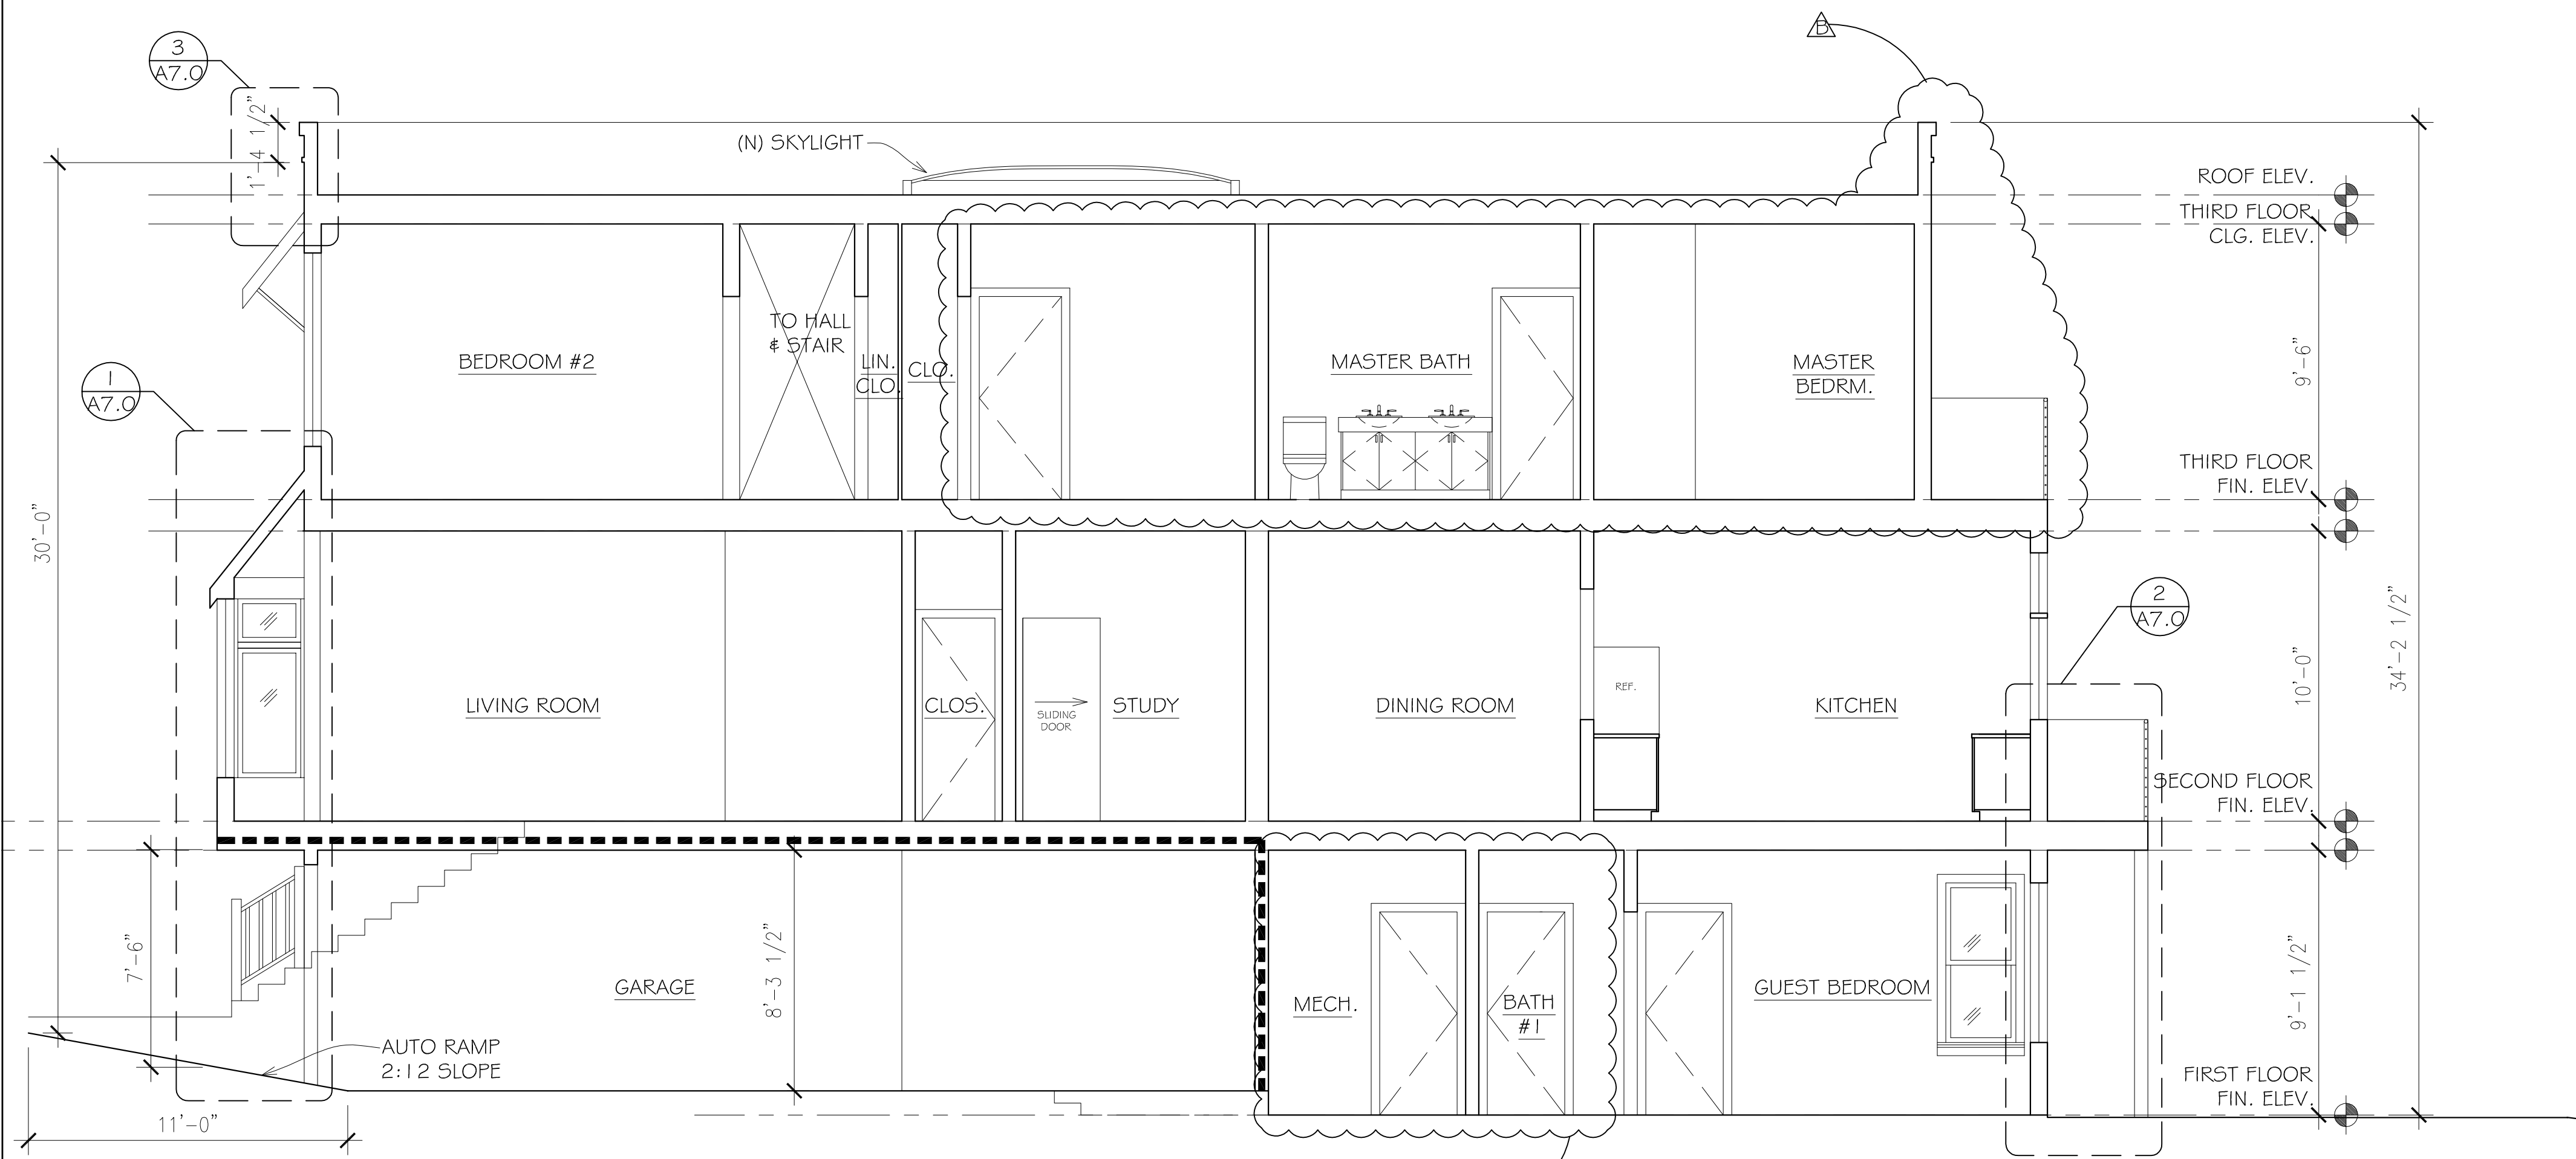 B
3
A7.0
1'-4 1/2"
(N) SKYLIGHT
ROOF ELEV.
THIRD FLOOR
CLG. ELEV.
TO HALL
& STAIR
BEDROOM #2
LIN.
CLO.
CLO.
MASTER BATH
MASTER
BEDRM.
9'-6"
1
A7.0
THIRD FLOOR
FIN. ELEV.
30'-0"
34'-2 1/2"
2
A7.0
LIVING ROOM
CLOS.
SLIDING
DOOR
STUDY
DINING ROOM
REF.
KITCHEN
10'-0"
SECOND FLOOR
FIN. ELEV.
7'-6"
GARAGE
8'-3 1/2"
MECH.
BATH
#1
GUEST BEDROOM
9'-1 1/2"
AUTO RAMP
2:12 SLOPE
FIRST FLOOR
FIN. ELEV.
11'-0"